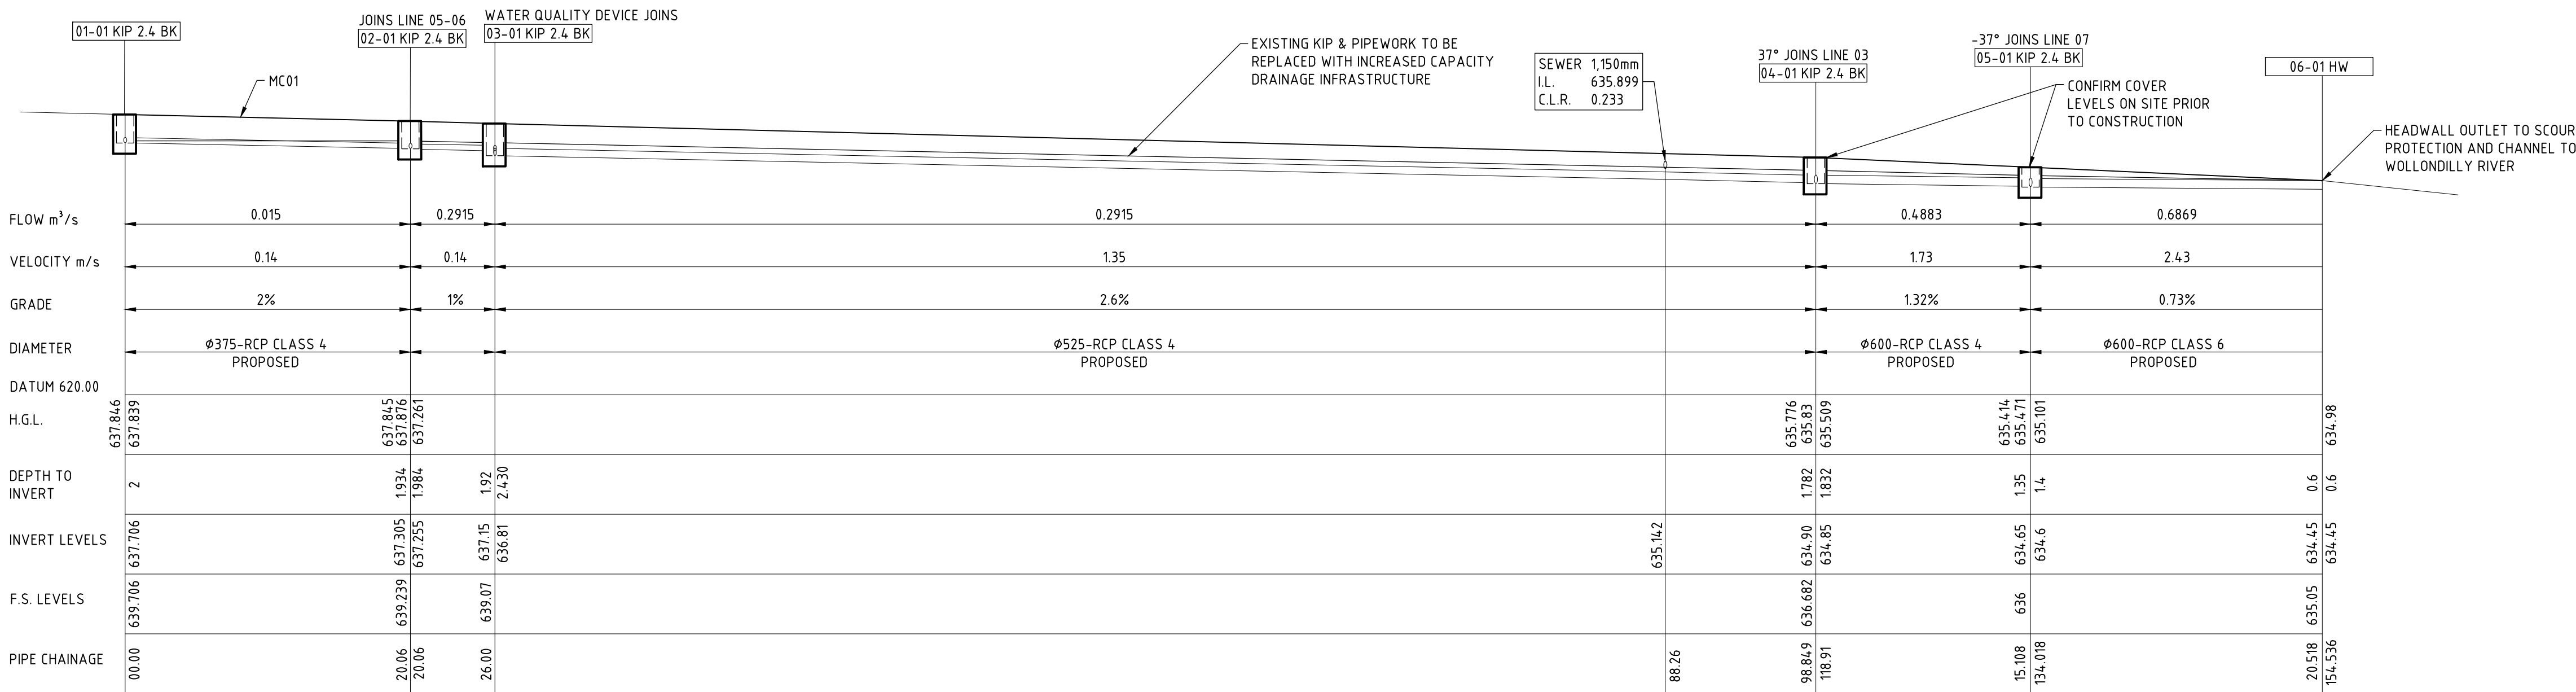 01-01 KIP 2.4 BK
JOINS LINE 05-06
02-01 KIP 2.4 BK
WATER QUALITY DEVICE JOINS
03-01 KIP 2.4 BK
MC01
EXISTING KIP & PIPEWORK TO BE
REPLACED WITH INCREASED CAPACITY
DRAINAGE INFRASTRUCTURE
SEWER 1,150mm
I.L. 635.899
C.L.R. 0.233
37° JOINS LINE 03
04-01 KIP 2.4 BK
-37° JOINS LINE 07
05-01 KIP 2.4 BK
CONFIRM COVER
LEVELS ON SITE PRIOR
TO CONSTRUCTION
06-01 HW
HEADWALL OUTLET TO SCOUR
PROTECTION AND CHANNEL TO
WOLLONDILLY RIVER
FLOW m³/s 0.015 0.2915 0.2915 0.4883 0.6869
VELOCITY m/s 0.14 0.14 1.35 1.73 2.43
GRADE 2% 1% 2.6% 1.32% 0.73%
DIAMETER ø375-RCP CLASS 4 ø525-RCP CLASS 4 ø600-RCP CLASS 4 ø600-RCP CLASS 6
PROPOSED PROPOSED PROPOSED PROPOSED
DATUM 620.00
H.G.L. 637.846 637.839 637.845 637.876 637.261 635.776 635.83 635.509 635.414 635.471 635.101 634.98
DEPTH TO
INVERT 2 1.934 1.984 1.92 2.430 1.782 1.832 1.35 1.4 0.6 0.6
INVERT LEVELS 637.706 637.305 637.255 637.15 636.81 635.142 634.90 634.85 634.65 634.6 634.45 634.45
F.S. LEVELS 639.706 639.239 639.07 636.682 636 635.05
PIPE CHAINAGE 00.00 20.06 20.06 26.00 88.26 98.849 118.91 15.108 134.018 20.518 154.536